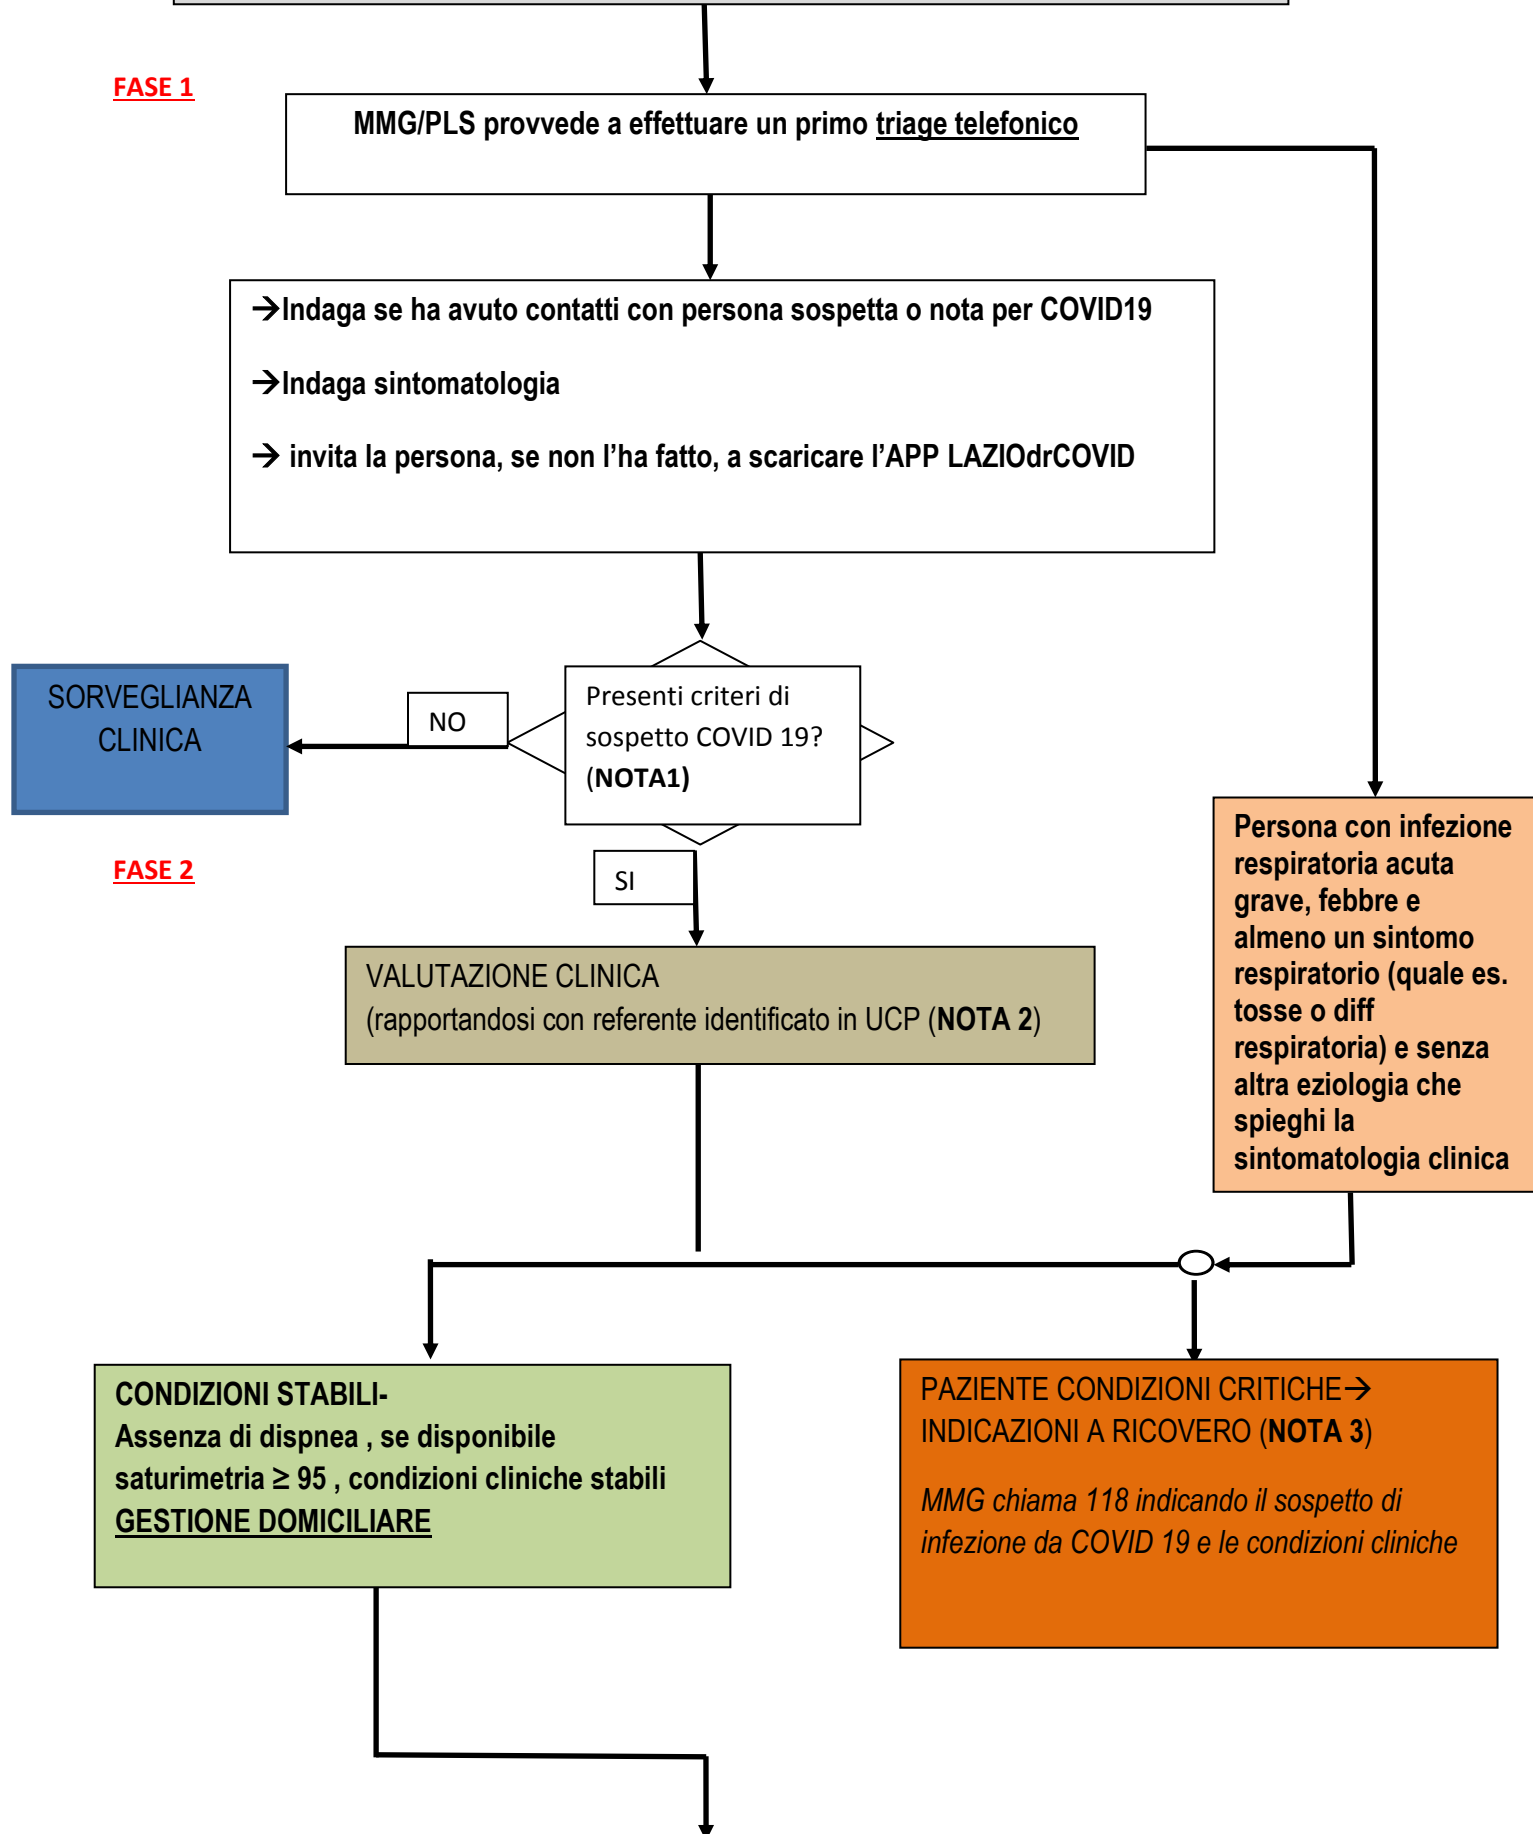 FASE 1
MMG/PLS provvede a effettuare un primo triage telefonico
→Indaga se ha avuto contatti con persona sospetta o nota per COVID19
→Indaga sintomatologia
→ invita la persona, se non l’ha fatto, a scaricare l’APP LAZIOdrCOVID
SORVEGLIANZA
CLINICA
NO
Presenti criteri di
sospetto COVID 19?
(NOTA1)
FASE 2
SI
Persona con infezione
respiratoria acuta
grave, febbre e
almeno un sintomo
respiratorio (quale es.
tosse o diff
respiratoria) e senza
altra eziologia che
spieghi la
sintomatologia clinica
VALUTAZIONE CLINICA
(rapportandosi con referente identificato in UCP (NOTA 2)
CONDIZIONI STABILI-
Assenza di dispnea , se disponibile
saturimetria ≥ 95 , condizioni cliniche stabili
GESTIONE DOMICILIARE
PAZIENTE CONDIZIONI CRITICHE→
INDICAZIONI A RICOVERO (NOTA 3)
MMG chiama 118 indicando il sospetto di
infezione da COVID 19 e le condizioni cliniche